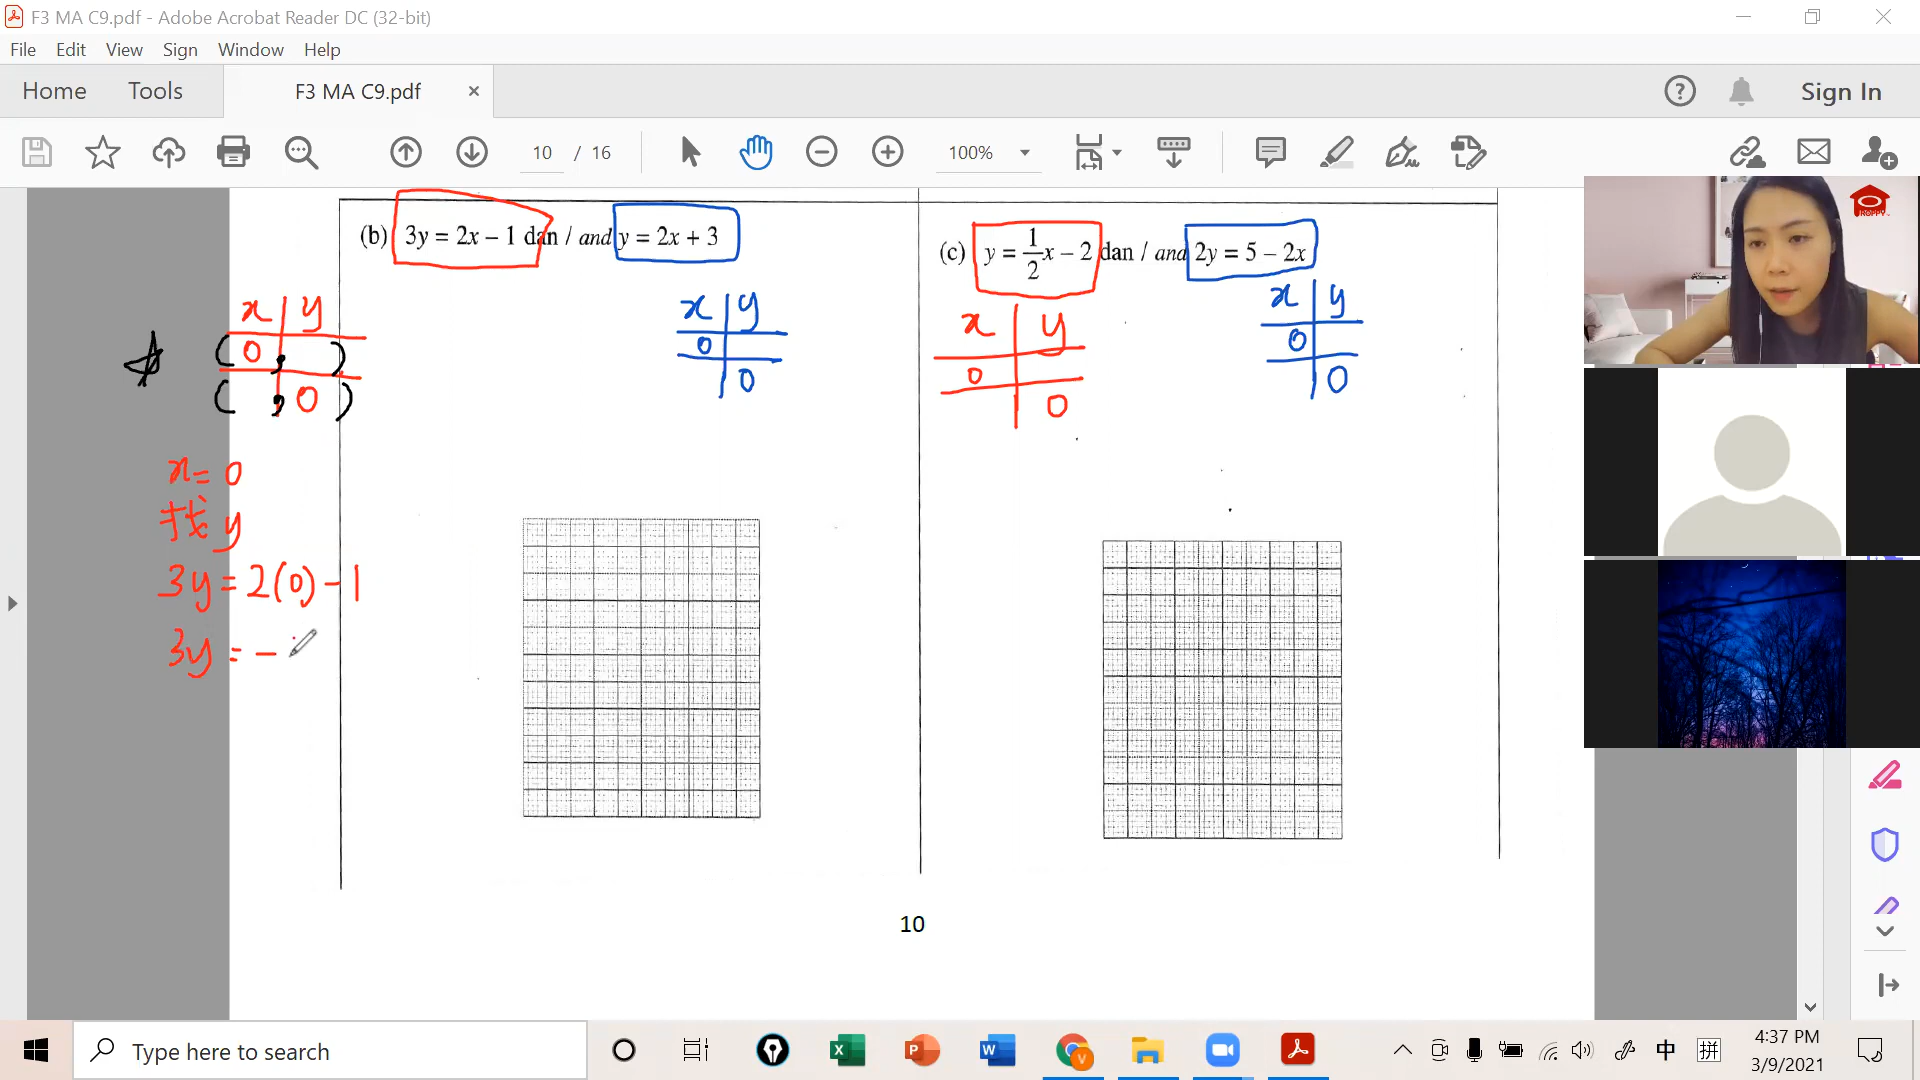 F3 MA C9.pdf - Adobe Acrobat Reader DC (32-bit)
File Edit View Sign Window Help
Home Tools F3 MA C9.pdf × Sign In
10 / 16 100%
(b) 3y = 2x – 1 dan / and y = 2x + 3
x y
0
0
x y
0
0
x = 0
找 y
3y = 2(0) - 1
3y = -
(c) y = 1/2 x – 2 dan / and 2y = 5 – 2x
x y
0
0
x y
0
0
10
TROPPY
Type here to search
中 拼
4:37 PM
3/9/2021